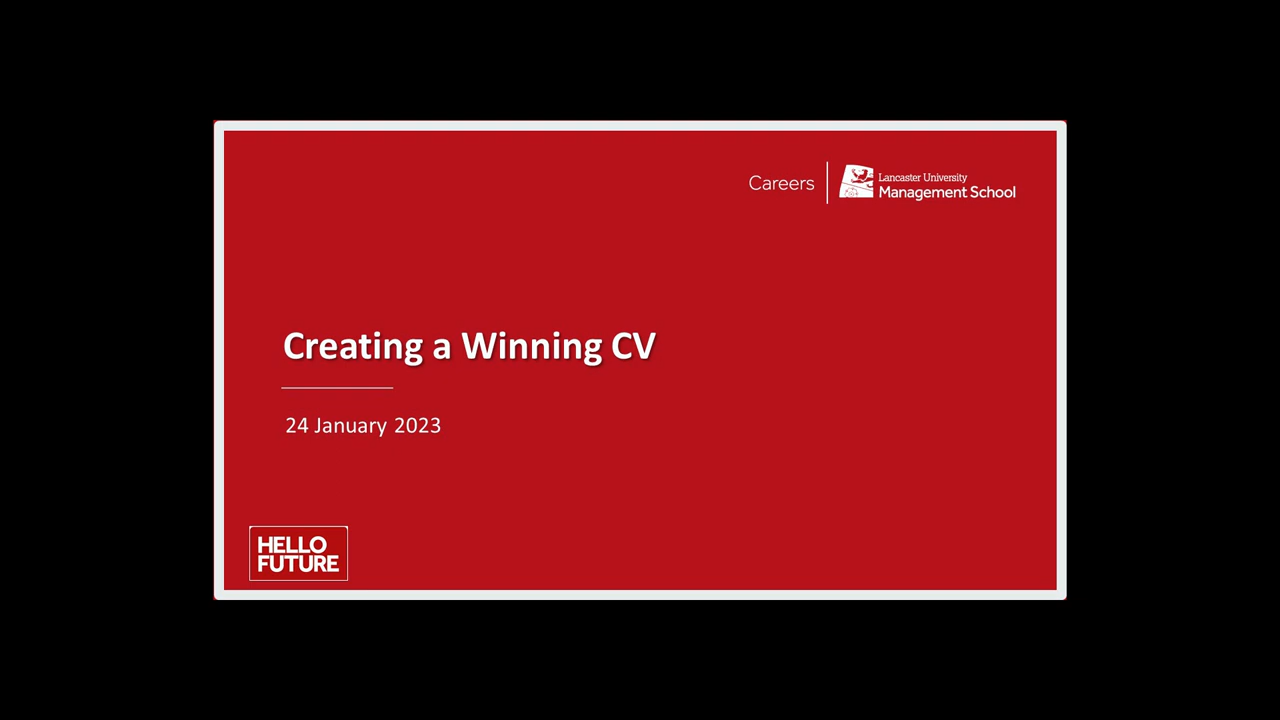 Careers
Lancaster University
Management School
Creating a Winning CV
24 January 2023
HELLO
FUTURE